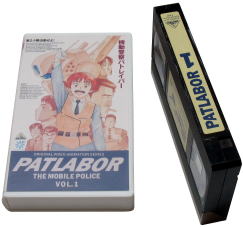 機動警察パトレイバー
ORIGINAL VIDEO ANIMATION SERIES
PATLABOR
THE MOBILE POLICE
VOL.1
PATLABOR 1